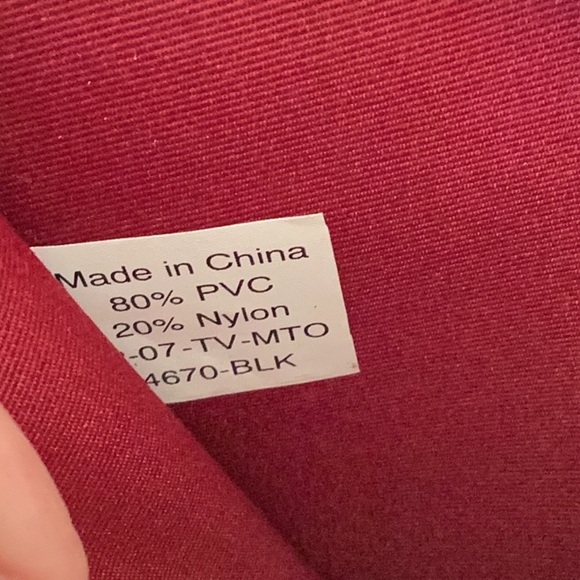 Made in China
80% PVC
20% Nylon
-07-TV-MTO
4670-BLK